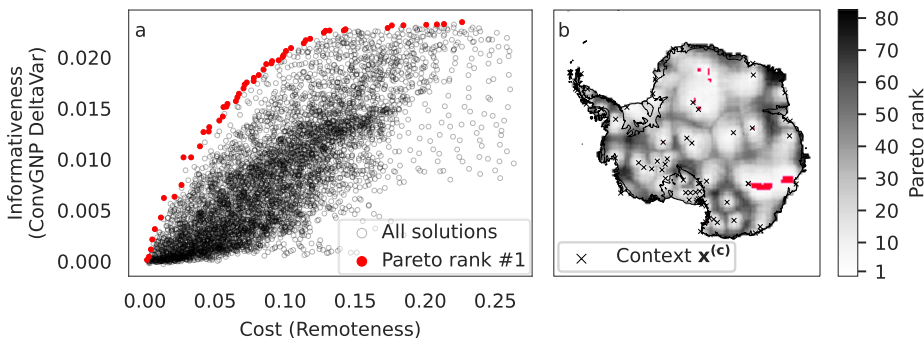 a
Informativeness
(ConvGNP DeltaVar)
0.020
0.015
0.010
0.005
0.000
All solutions
Pareto rank #1
0.00 0.05 0.10 0.15 0.20 0.25
Cost (Remoteness)
b
Context x(c)
80
70
60
50
40
30
20
10
1
Pareto rank